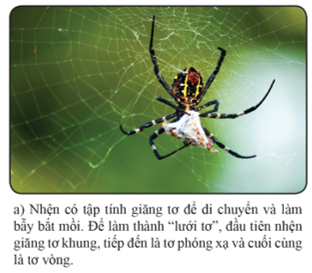 a) Nhện có tập tính giăng tơ để di chuyển và làm
bẫy bắt mồi. Để làm thành “lưới tơ”, đầu tiên nhện
giăng tơ khung, tiếp đến là tơ phóng xạ và cuối cùng
là tơ vòng.